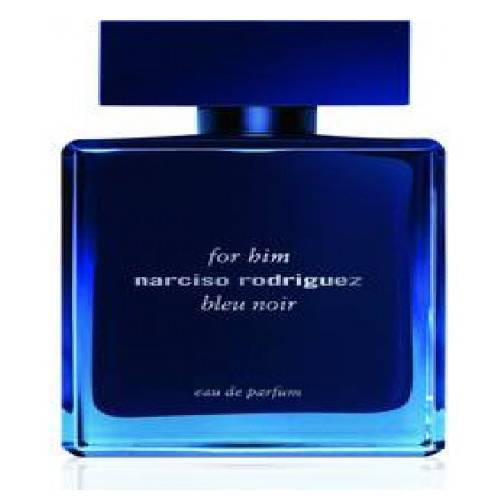 for him
narciso rodriguez
bleu noir
eau de parfum